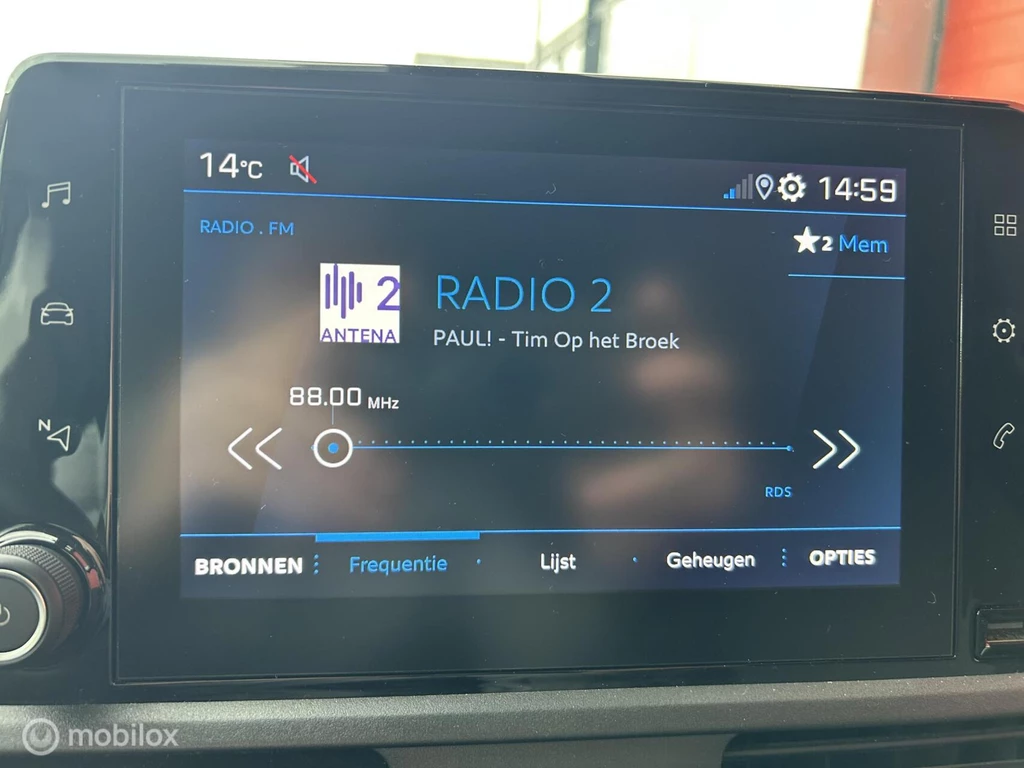 14°C
14:59
RADIO . FM
2 Mem
2
ANTENA
RADIO 2
PAUL! - Tim Op het Broek
88.00 MHz
N
RDS
BRONNEN Frequentie Lijst Geheugen OPTIES
mobilox